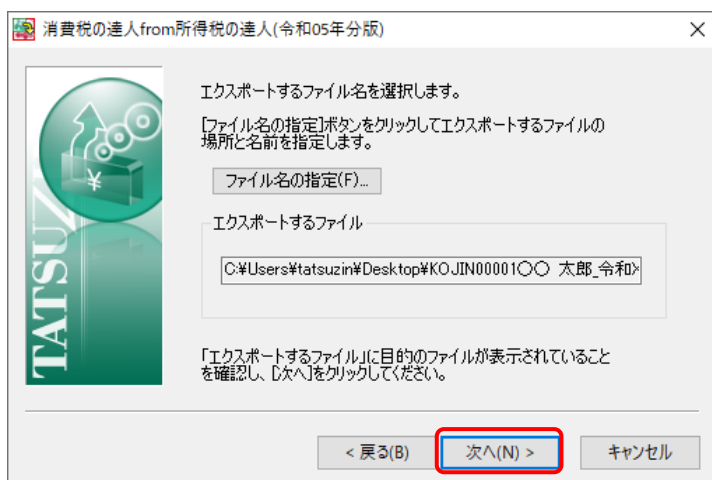 消費税の達人from所得税の達人(令和05年分版)
エクスポートするファイル名を選択します。
[ファイル名の指定]ボタンをクリックしてエクスポートするファイルの
場所と名前を指定します。
ファイル名の指定(F)...
エクスポートするファイル
C:¥Users¥tatsuzin¥Desktop¥KOJIN00001〇〇 太郎_令和
「エクスポートするファイル」に目的のファイルが表示されていること
を確認し、[次へ]をクリックしてください。
< 戻る(B)
次へ(N) >
キャンセル
¥
TATSUZ